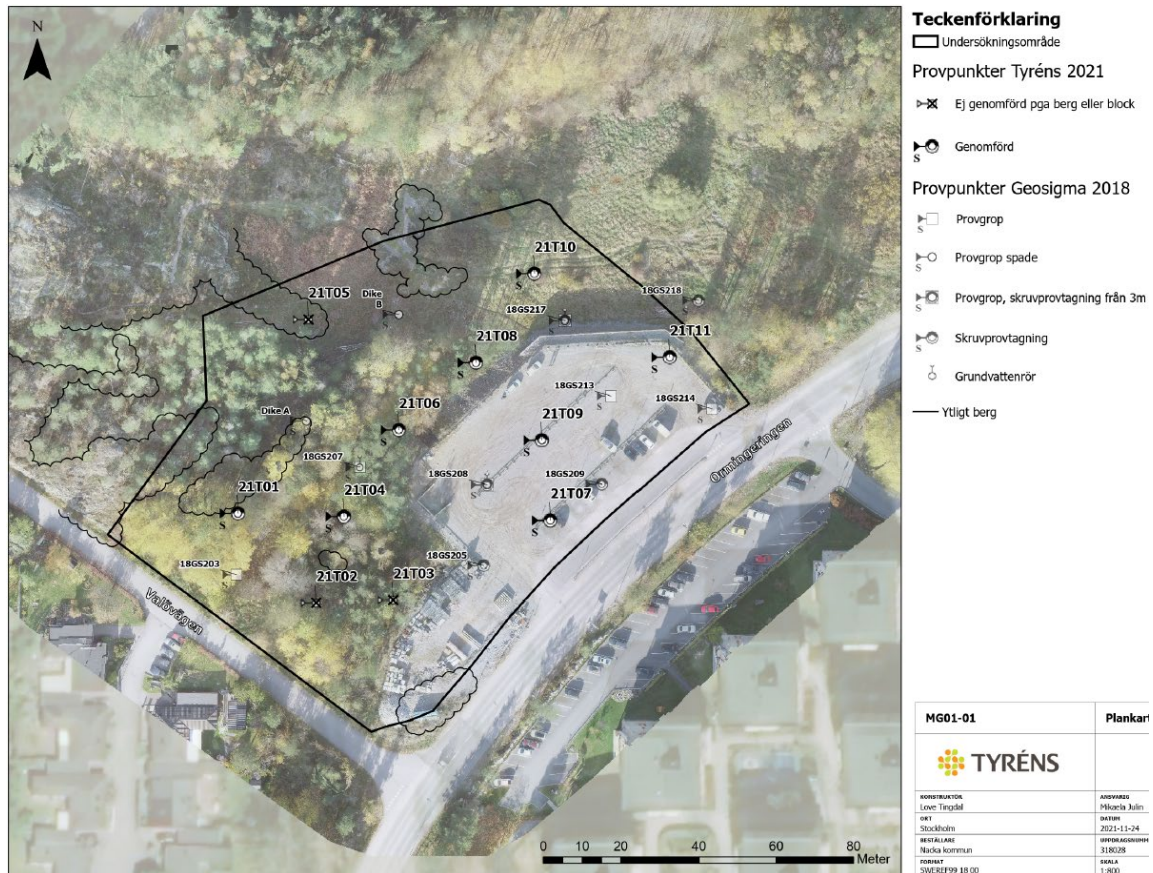 N
21T10
21T05
Dike
B
18GS217
18GS218
S
S
S
S
21T08
21T11
S
S
18GS213
18GS214
S
S
21T06
21T09
Dike A
S
S
18GS207
18GS208
18GS209
S
S
S
Ormingeringen
21T01
21T04
21T07
S
S
S
18GS205
S
18GS203
S
21T02
21T03
Valövägen
0 10 20 40 60 80
Meter
Teckenförklaring
Undersökningsområde
Provpunkter Tyréns 2021
Ej genomförd pga berg eller block
Genomförd
S
Provpunkter Geosigma 2018
Provgrop
S
Provgrop spade
S
Provgrop, skruvprovtagning från 3m
S
Skruvprovtagning
S
Grundvattenrör
Ytligt berg
MG01-01
Plankart
TYRÉNS
KONSTRUKTÖR
ANSVARIG
Love Tingdal
Mikaela Julin
ORT
DATUM
Stockholm
2021-11-24
BESTÄLLARE
UPPDRAGSNUMM
Nacka kommun
318028
FORMAT
SKALA
SWEREF99 18 00
1:800